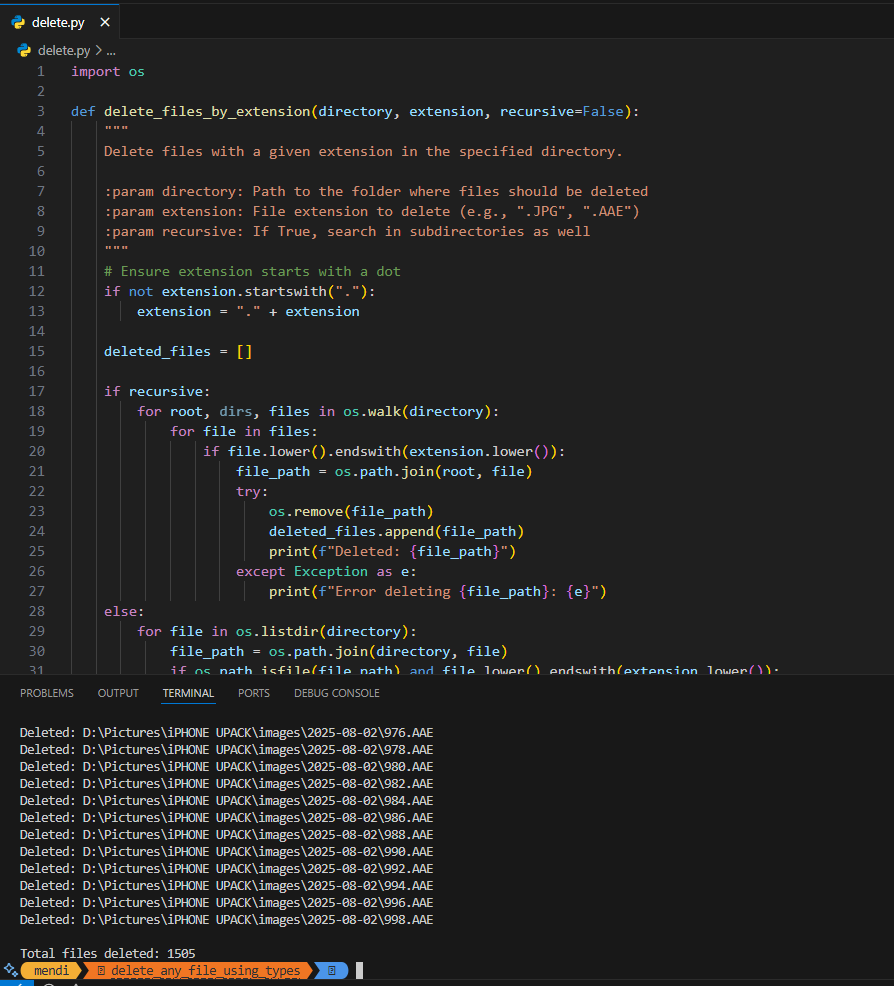 delete.py
delete.py > ...
1 import os
2
3 def delete_files_by_extension(directory, extension, recursive=False):
4 """
5 Delete files with a given extension in the specified directory.
6
7 :param directory: Path to the folder where files should be deleted
8 :param extension: File extension to delete (e.g., ".JPG", ".AAE")
9 :param recursive: If True, search in subdirectories as well
10 """
11 # Ensure extension starts with a dot
12 if not extension.startswith("."):
13 extension = "." + extension
14
15 deleted_files = []
16
17 if recursive:
18 for root, dirs, files in os.walk(directory):
19 for file in files:
20 if file.lower().endswith(extension.lower()):
21 file_path = os.path.join(root, file)
22 try:
23 os.remove(file_path)
24 deleted_files.append(file_path)
25 print(f"Deleted: {file_path}")
26 except Exception as e:
27 print(f"Error deleting {file_path}: {e}")
28 else:
29 for file in os.listdir(directory):
30 file_path = os.path.join(directory, file)
31 if os.path.isfile(file_path) and file.lower().endswith(extension.lower()):
PROBLEMS OUTPUT TERMINAL PORTS DEBUG CONSOLE
Deleted: D:\Pictures\iPHONE UPACK\images\2025-08-02\976.AAE
Deleted: D:\Pictures\iPHONE UPACK\images\2025-08-02\978.AAE
Deleted: D:\Pictures\iPHONE UPACK\images\2025-08-02\980.AAE
Deleted: D:\Pictures\iPHONE UPACK\images\2025-08-02\982.AAE
Deleted: D:\Pictures\iPHONE UPACK\images\2025-08-02\984.AAE
Deleted: D:\Pictures\iPHONE UPACK\images\2025-08-02\986.AAE
Deleted: D:\Pictures\iPHONE UPACK\images\2025-08-02\988.AAE
Deleted: D:\Pictures\iPHONE UPACK\images\2025-08-02\990.AAE
Deleted: D:\Pictures\iPHONE UPACK\images\2025-08-02\992.AAE
Deleted: D:\Pictures\iPHONE UPACK\images\2025-08-02\994.AAE
Deleted: D:\Pictures\iPHONE UPACK\images\2025-08-02\996.AAE
Deleted: D:\Pictures\iPHONE UPACK\images\2025-08-02\998.AAE
Total files deleted: 1505
mendi delete_any_file_using_types